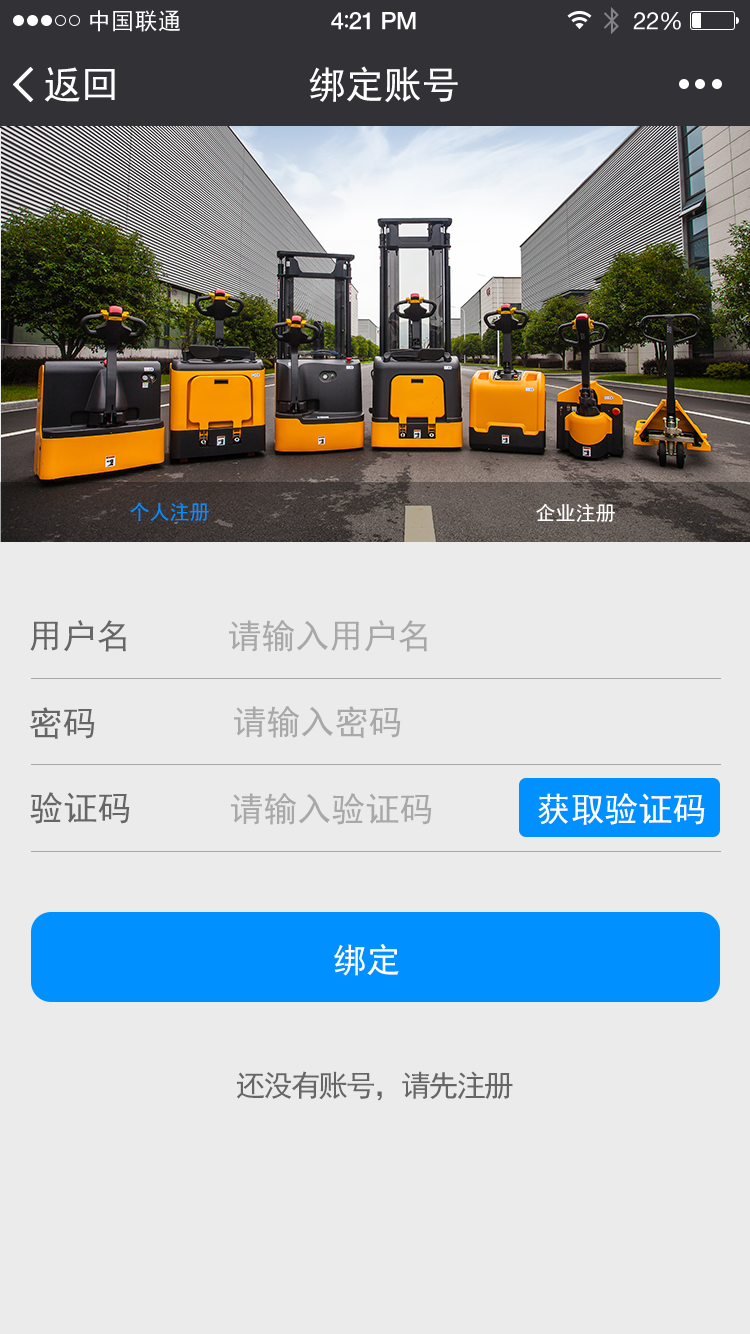 中国联通 4:21 PM 22%
返回 绑定账号
个人注册 企业注册
用户名 请输入用户名
密码 请输入密码
验证码 请输入验证码 获取验证码
绑定
还没有账号，请先注册